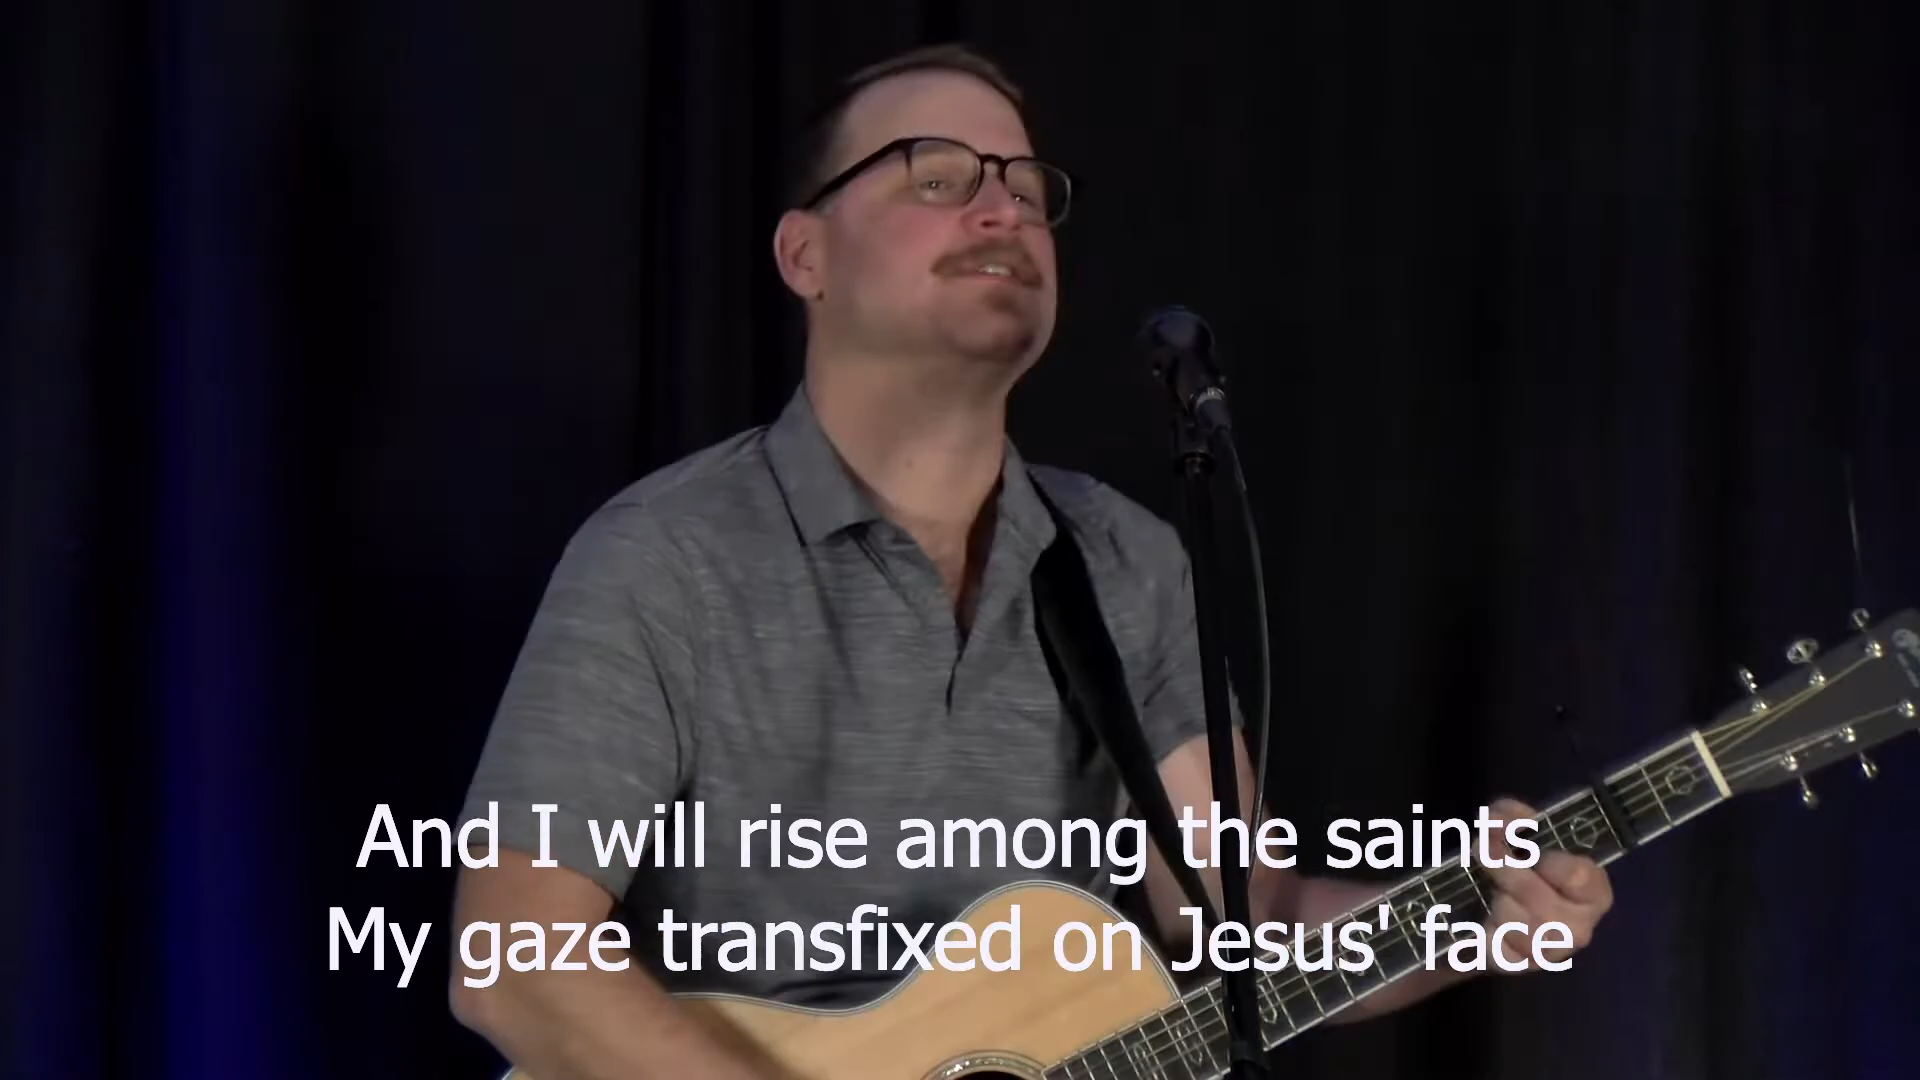 And I will rise among the saints
My gaze transfixed on Jesus' face